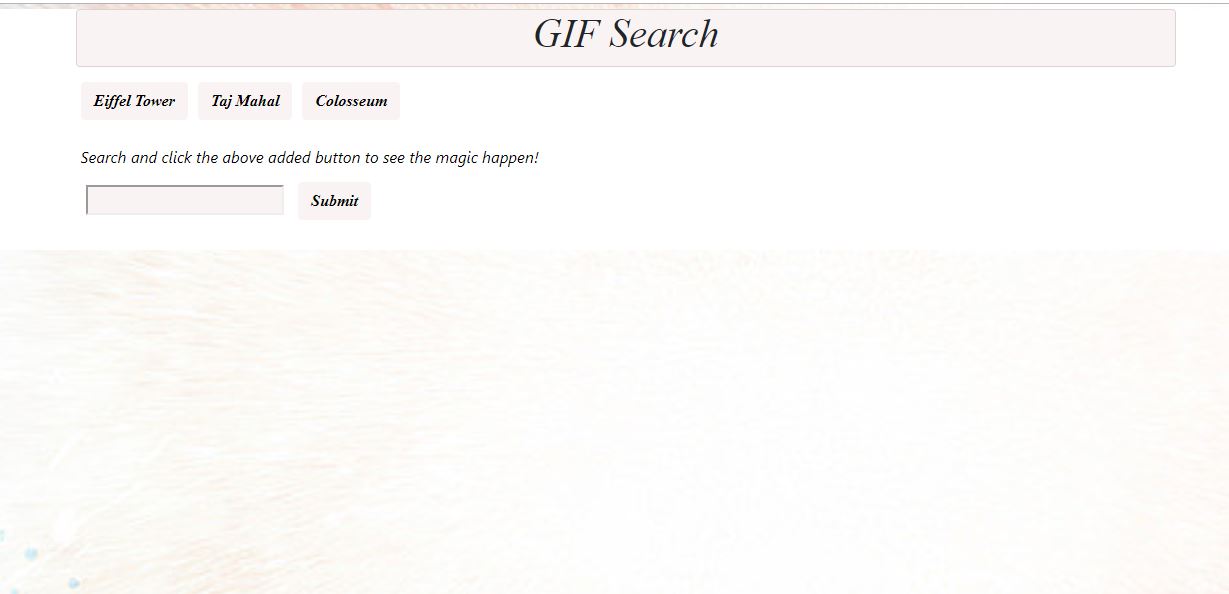 GIF Search
Eiffel Tower Taj Mahal Colosseum
Search and click the above added button to see the magic happen!
Submit